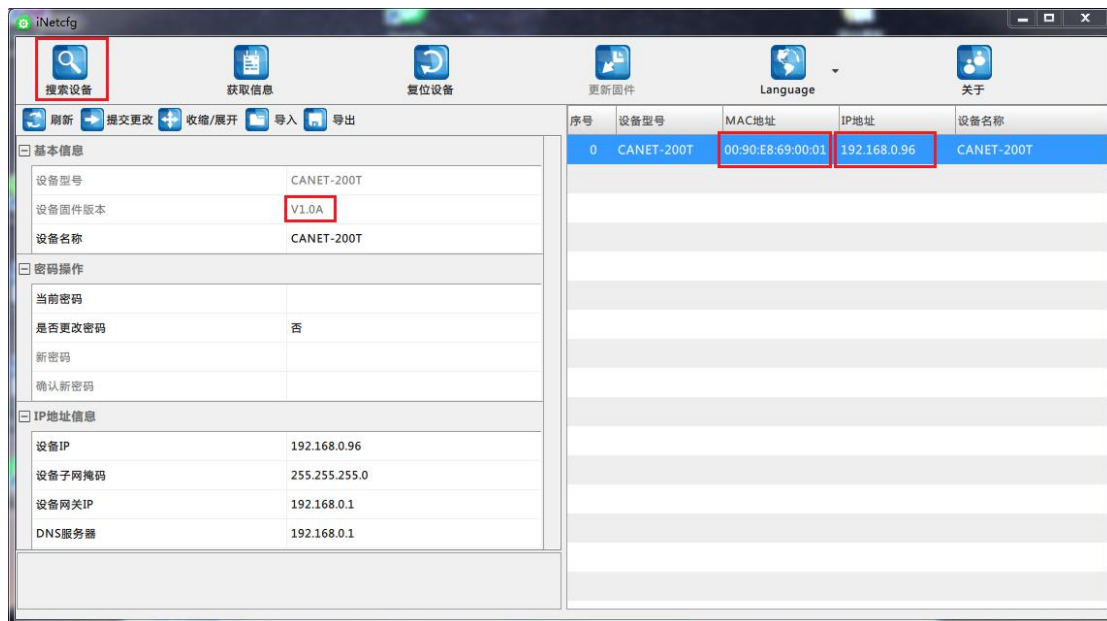 iNetcfg
搜索设备 获取信息 复位设备 更新固件 Language 关于
刷新 提交更改 收缩/展开 导入 导出
基本信息
设备型号 CANET-200T
设备固件版本 V1.0A
设备名称 CANET-200T
密码操作
当前密码
是否更改密码 否
新密码
确认新密码
IP地址信息
设备IP 192.168.0.96
设备子网掩码 255.255.255.0
设备网关IP 192.168.0.1
DNS服务器 192.168.0.1
序号 设备型号 MAC地址 IP地址 设备名称
0 CANET-200T 00:90:E8:69:00:01 192.168.0.96 CANET-200T